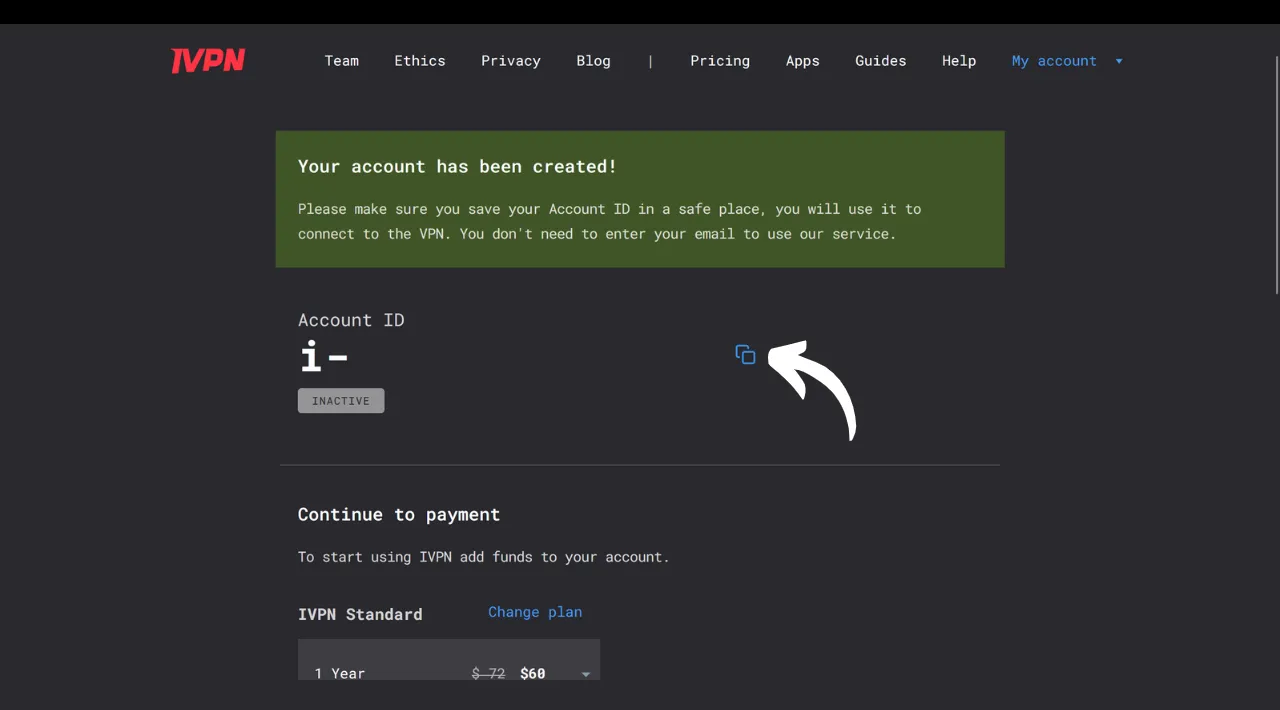 IVPN Team Ethics Privacy Blog | Pricing Apps Guides Help My account
Your account has been created!
Please make sure you save your Account ID in a safe place, you will use it to
connect to the VPN. You don't need to enter your email to use our service.
Account ID
i-
INACTIVE
Continue to payment
To start using IVPN add funds to your account.
IVPN Standard Change plan
1 Year $ 72 $60